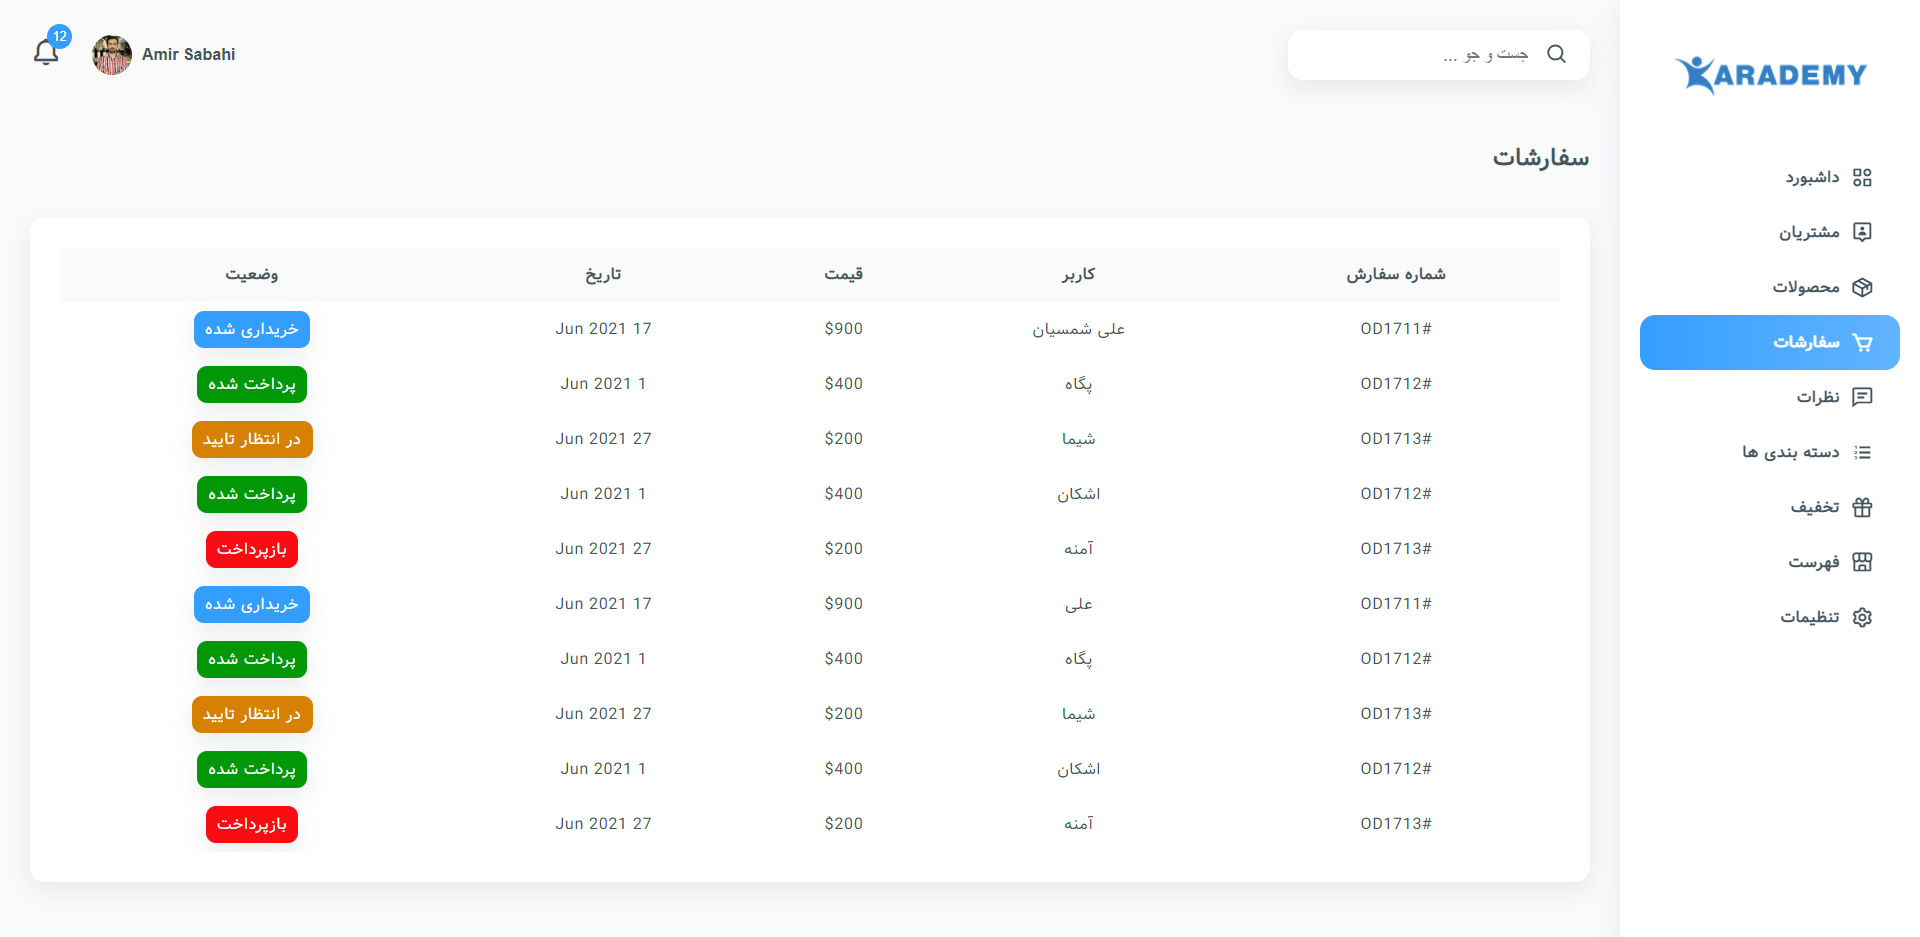 KARADEMY
داشبورد
مشتریان
محصولات
سفارشات
نظرات
دسته بندی ها
تخفیف
فهرست
تنظیمات
جست و جو ...
Amir Sabahi
12
سفارشات
شماره سفارش کاربر قیمت تاریخ وضعیت
OD1711# علی شمسیان $900 17 Jun 2021 خریداری شده
OD1712# پگاه $400 1 Jun 2021 پرداخت شده
OD1713# شیما $200 27 Jun 2021 در انتظار تایید
OD1712# اشکان $400 1 Jun 2021 پرداخت شده
OD1713# آمنه $200 27 Jun 2021 بازپرداخت
OD1711# علی $900 17 Jun 2021 خریداری شده
OD1712# پگاه $400 1 Jun 2021 پرداخت شده
OD1713# شیما $200 27 Jun 2021 در انتظار تایید
OD1712# اشکان $400 1 Jun 2021 پرداخت شده
OD1713# آمنه $200 27 Jun 2021 بازپرداخت